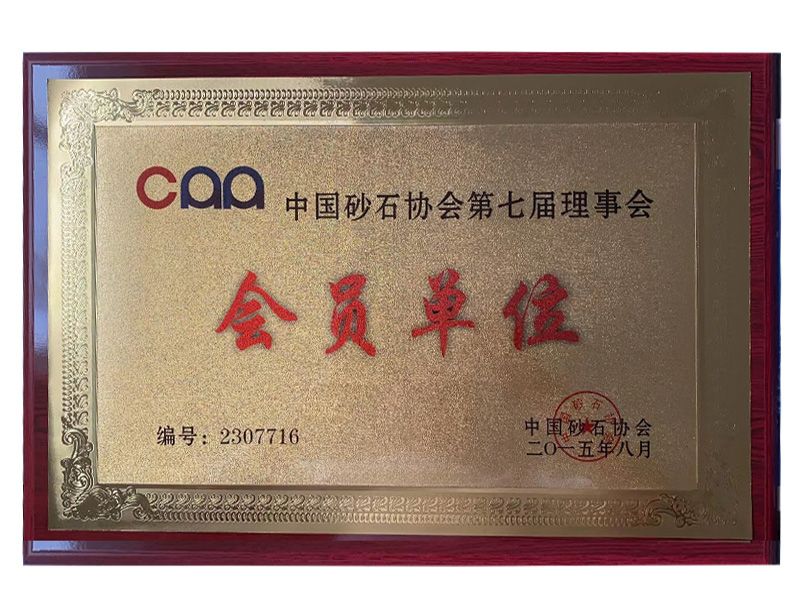 CAA 中国砂石协会第七届理事会
会员单位
编号：2307716
中国砂石协会
二〇一五年八月